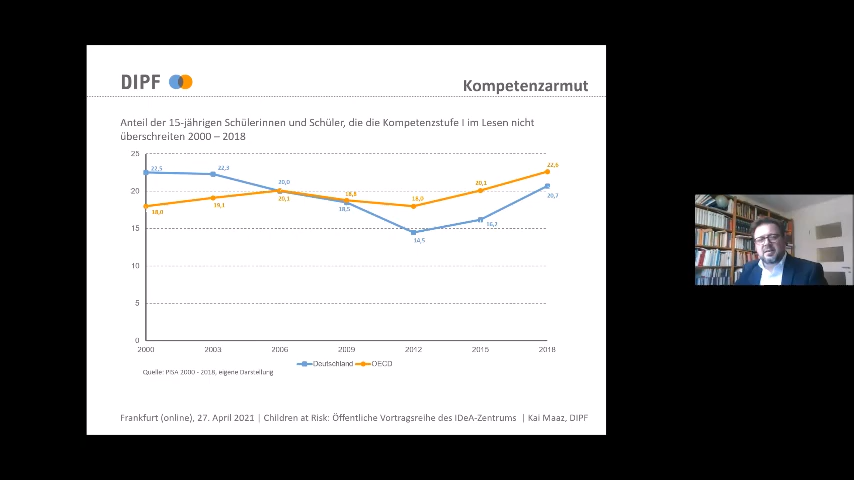 DIPF
Kompetenzarmut
Anteil der 15-jährigen Schülerinnen und Schüler, die die Kompetenzstufe I im Lesen nicht
überschreiten 2000 – 2018
25
20
15
10
5
0
22,5
22,3
20,0
18,5
14,5
16,2
20,7
18,0
19,1
20,1
18,8
18,0
20,1
22,6
2000 2003 2006 2009 2012 2015 2018
Deutschland OECD
Quelle: PISA 2000 - 2018, eigene Darstellung
Frankfurt (online), 27. April 2021 | Children at Risk: Öffentliche Vortragsreihe des IDeA-Zentrums | Kai Maaz, DIPF